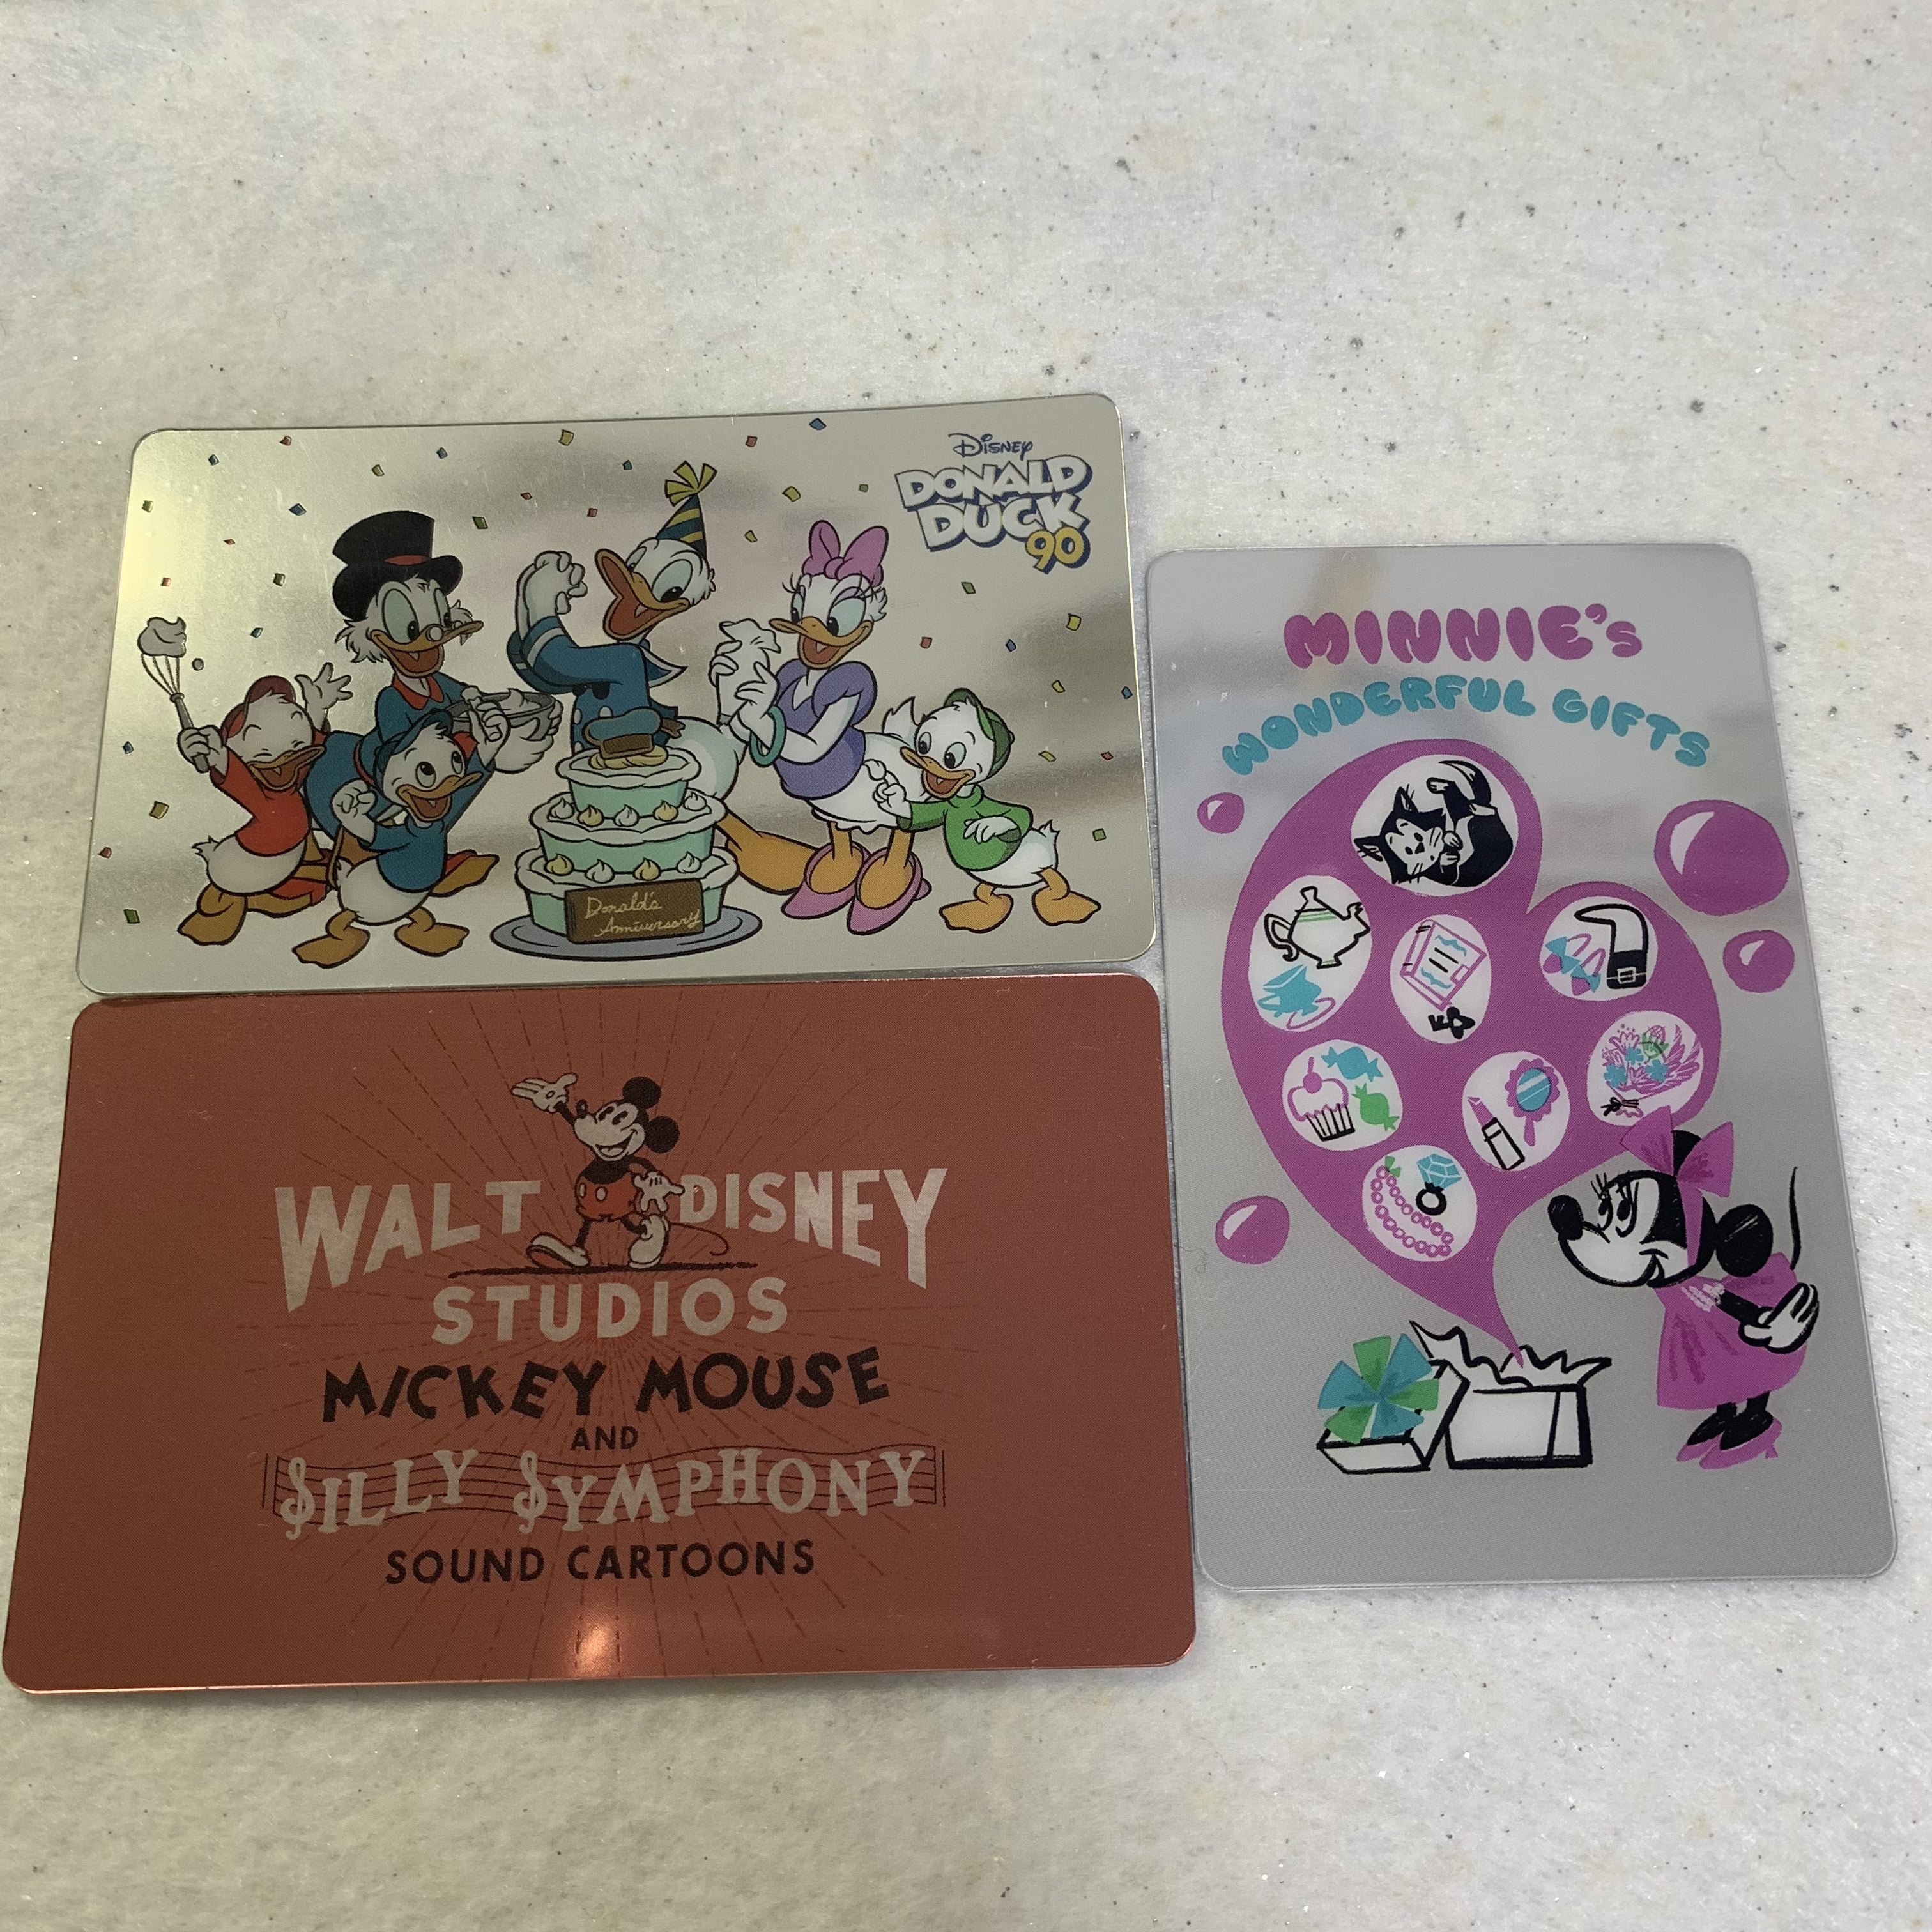 Disney
DONALD
DUCK
90
Donald's
Anniversary
WALT DISNEY
STUDIOS
MICKEY MOUSE
AND
SILLY SYMPHONY
SOUND CARTOONS
MINNIE's
WONDERFUL GIFTS